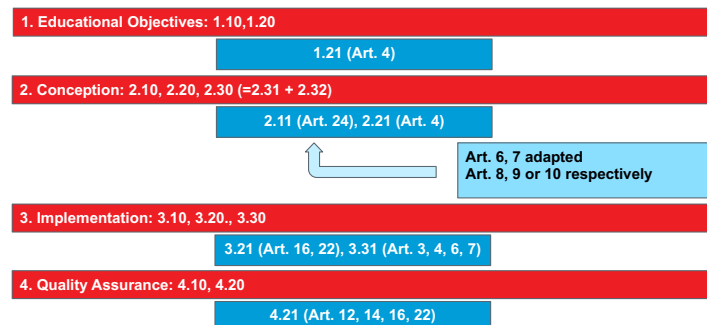 1. Educational Objectives: 1.10,1.20
1.21 (Art. 4)
2. Conception: 2.10, 2.20, 2.30 (=2.31 + 2.32)
2.11 (Art. 24), 2.21 (Art. 4)
Art. 6, 7 adapted
Art. 8, 9 or 10 respectively
3. Implementation: 3.10, 3.20., 3.30
3.21 (Art. 16, 22), 3.31 (Art. 3, 4, 6, 7)
4. Quality Assurance: 4.10, 4.20
4.21 (Art. 12, 14, 16, 22)